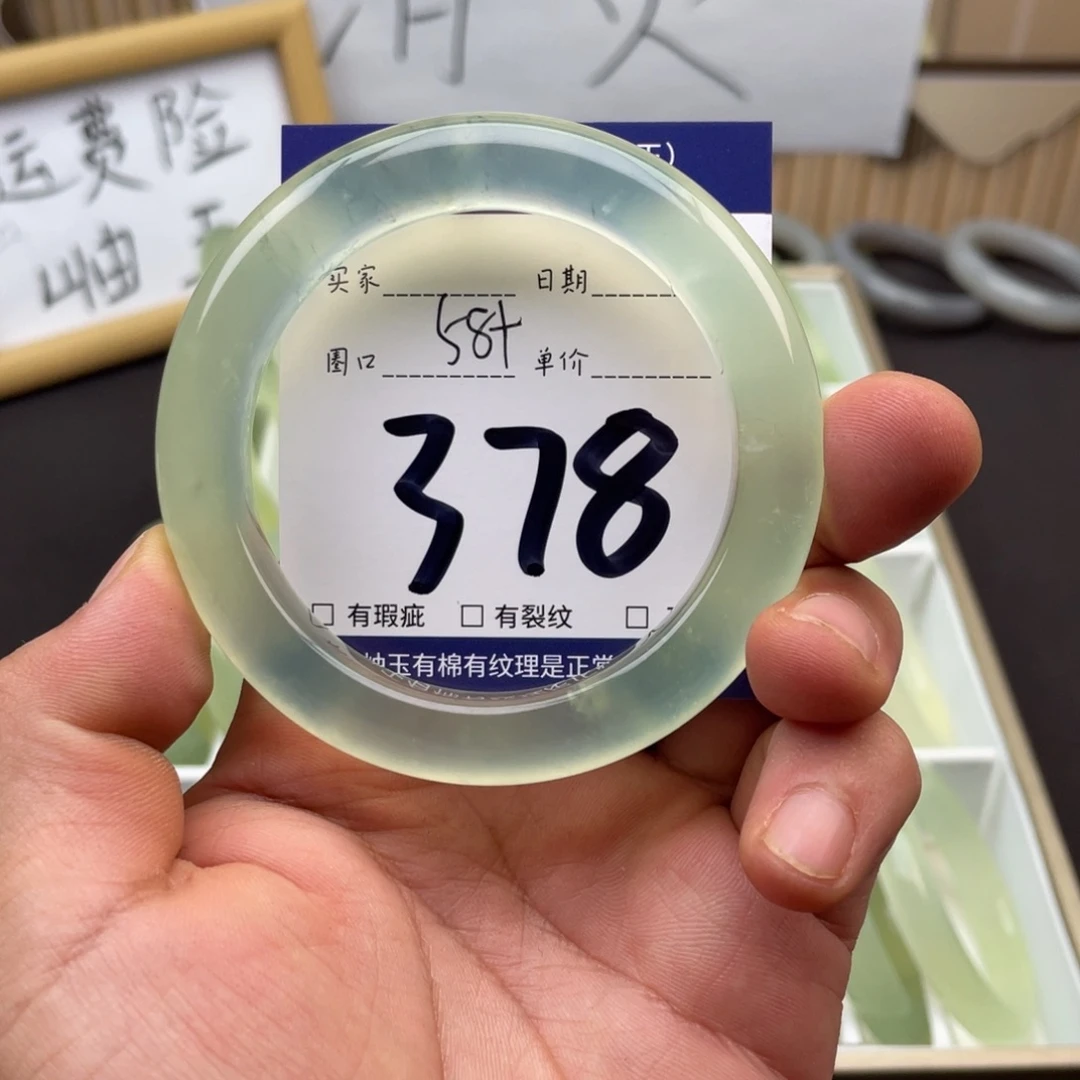 运费险
岫玉
买家 日期
圈口 58+ 单价
378
□ 有瑕疵 □ 有裂纹 □
岫玉有棉有纹理是正常